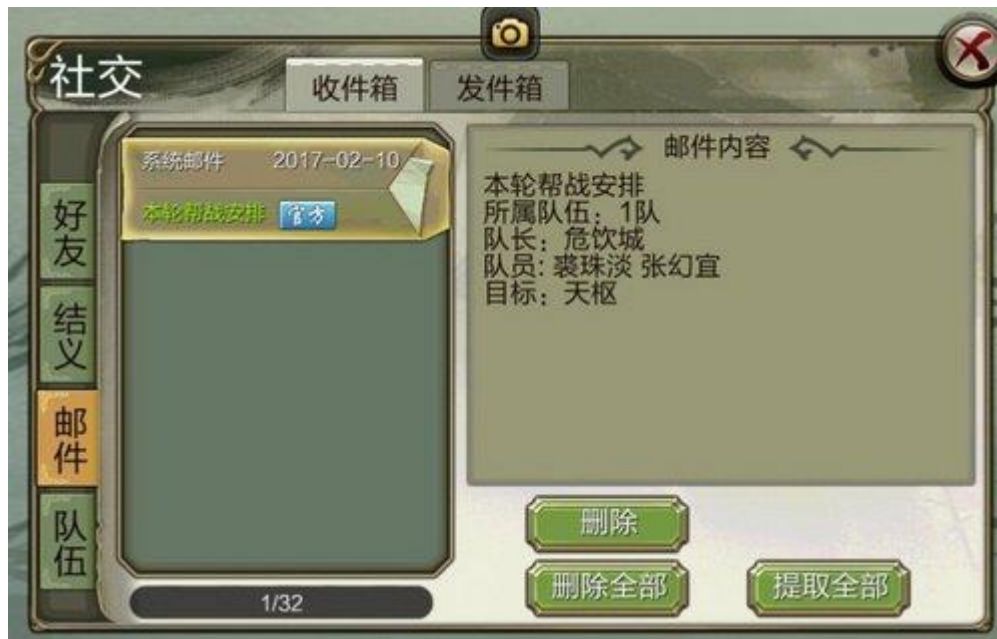 社交
收件箱
发件箱
好友
结义
邮件
队伍
系统邮件 2017-02-10
本轮帮战安排 官方
1/32
邮件内容
本轮帮战安排
所属队伍：1队
队长：危饮城
队员: 裘珠淡 张幻宜
目标：天枢
删除
删除全部
提取全部